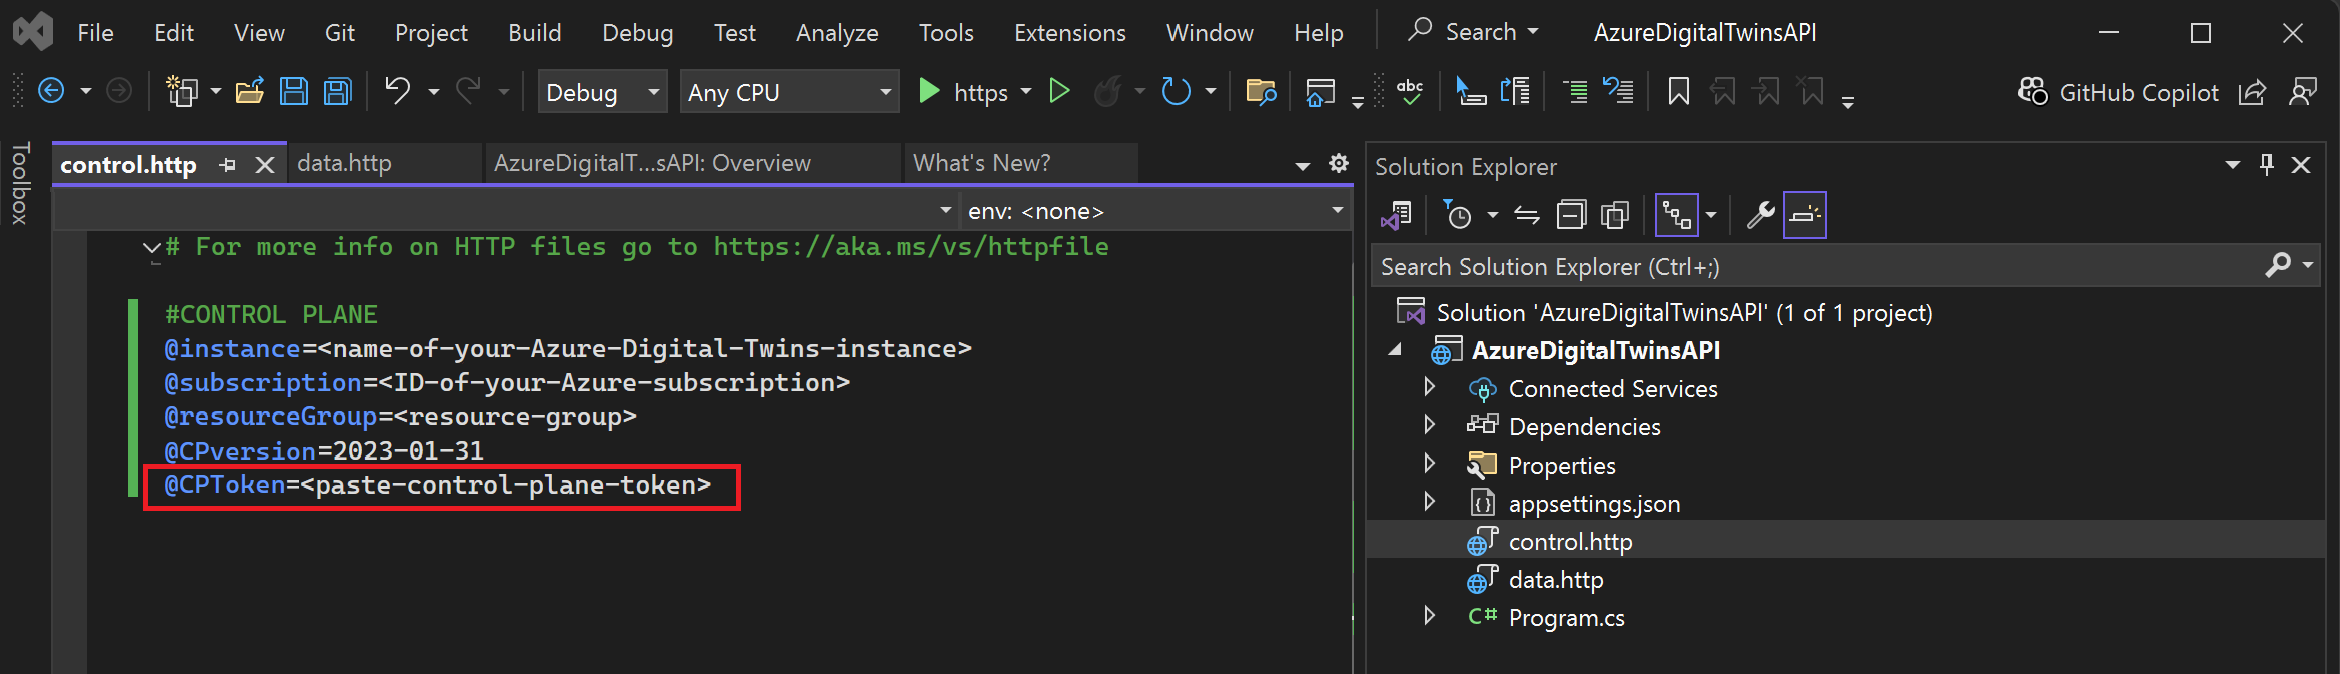 File Edit View Git Project Build Debug Test Analyze Tools Extensions Window Help Search AzureDigitalTwinsAPI
Debug Any CPU https abc GitHub Copilot
Toolbox
control.http data.http AzureDigitalT...sAPI: Overview What's New?
env: <none>
# For more info on HTTP files go to https://aka.ms/vs/httpfile
#CONTROL PLANE
@instance=<name-of-your-Azure-Digital-Twins-instance>
@subscription=<ID-of-your-Azure-subscription>
@resourceGroup=<resource-group>
@CPversion=2023-01-31
@CPToken=<paste-control-plane-token>
Solution Explorer
Search Solution Explorer (Ctrl+;)
Solution 'AzureDigitalTwinsAPI' (1 of 1 project)
AzureDigitalTwinsAPI
Connected Services
Dependencies
Properties
appsettings.json
control.http
data.http
C# Program.cs